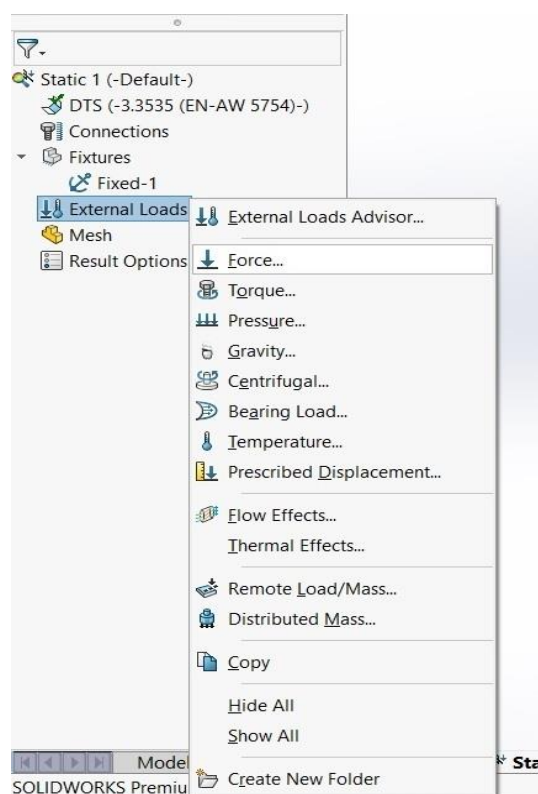 Static 1 (-Default-)
DTS (-3.3535 (EN-AW 5754)-)
Connections
Fixtures
Fixed-1
External Loads
Mesh
Result Options
External Loads Advisor...
Force...
Torque...
Pressure...
Gravity...
Centrifugal...
Bearing Load...
Temperature...
Prescribed Displacement...
Flow Effects...
Thermal Effects...
Remote Load/Mass...
Distributed Mass...
Copy
Hide All
Show All
Create New Folder
Model
Sta
SOLIDWORKS Premiu